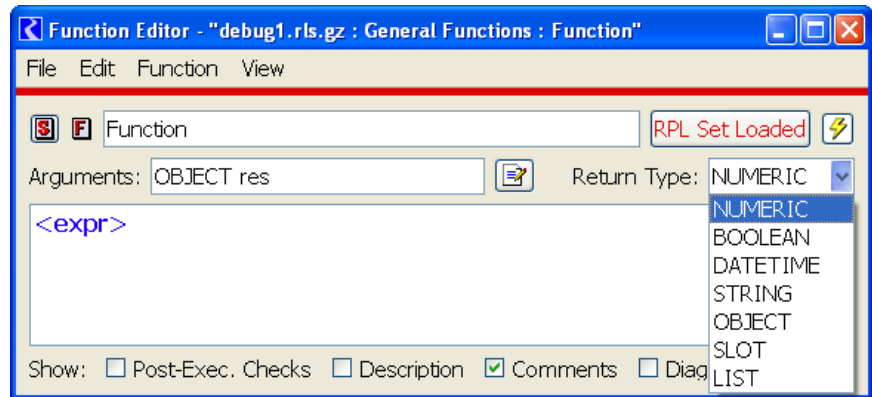 Function Editor - "debug1.rls.gz : General Functions : Function"
File Edit Function View
S F Function RPL Set Loaded
Arguments: OBJECT res Return Type: NUMERIC
<expr>
NUMERIC
BOOLEAN
DATETIME
STRING
OBJECT
SLOT
LIST
Show: Post-Exec. Checks Description Comments Diag